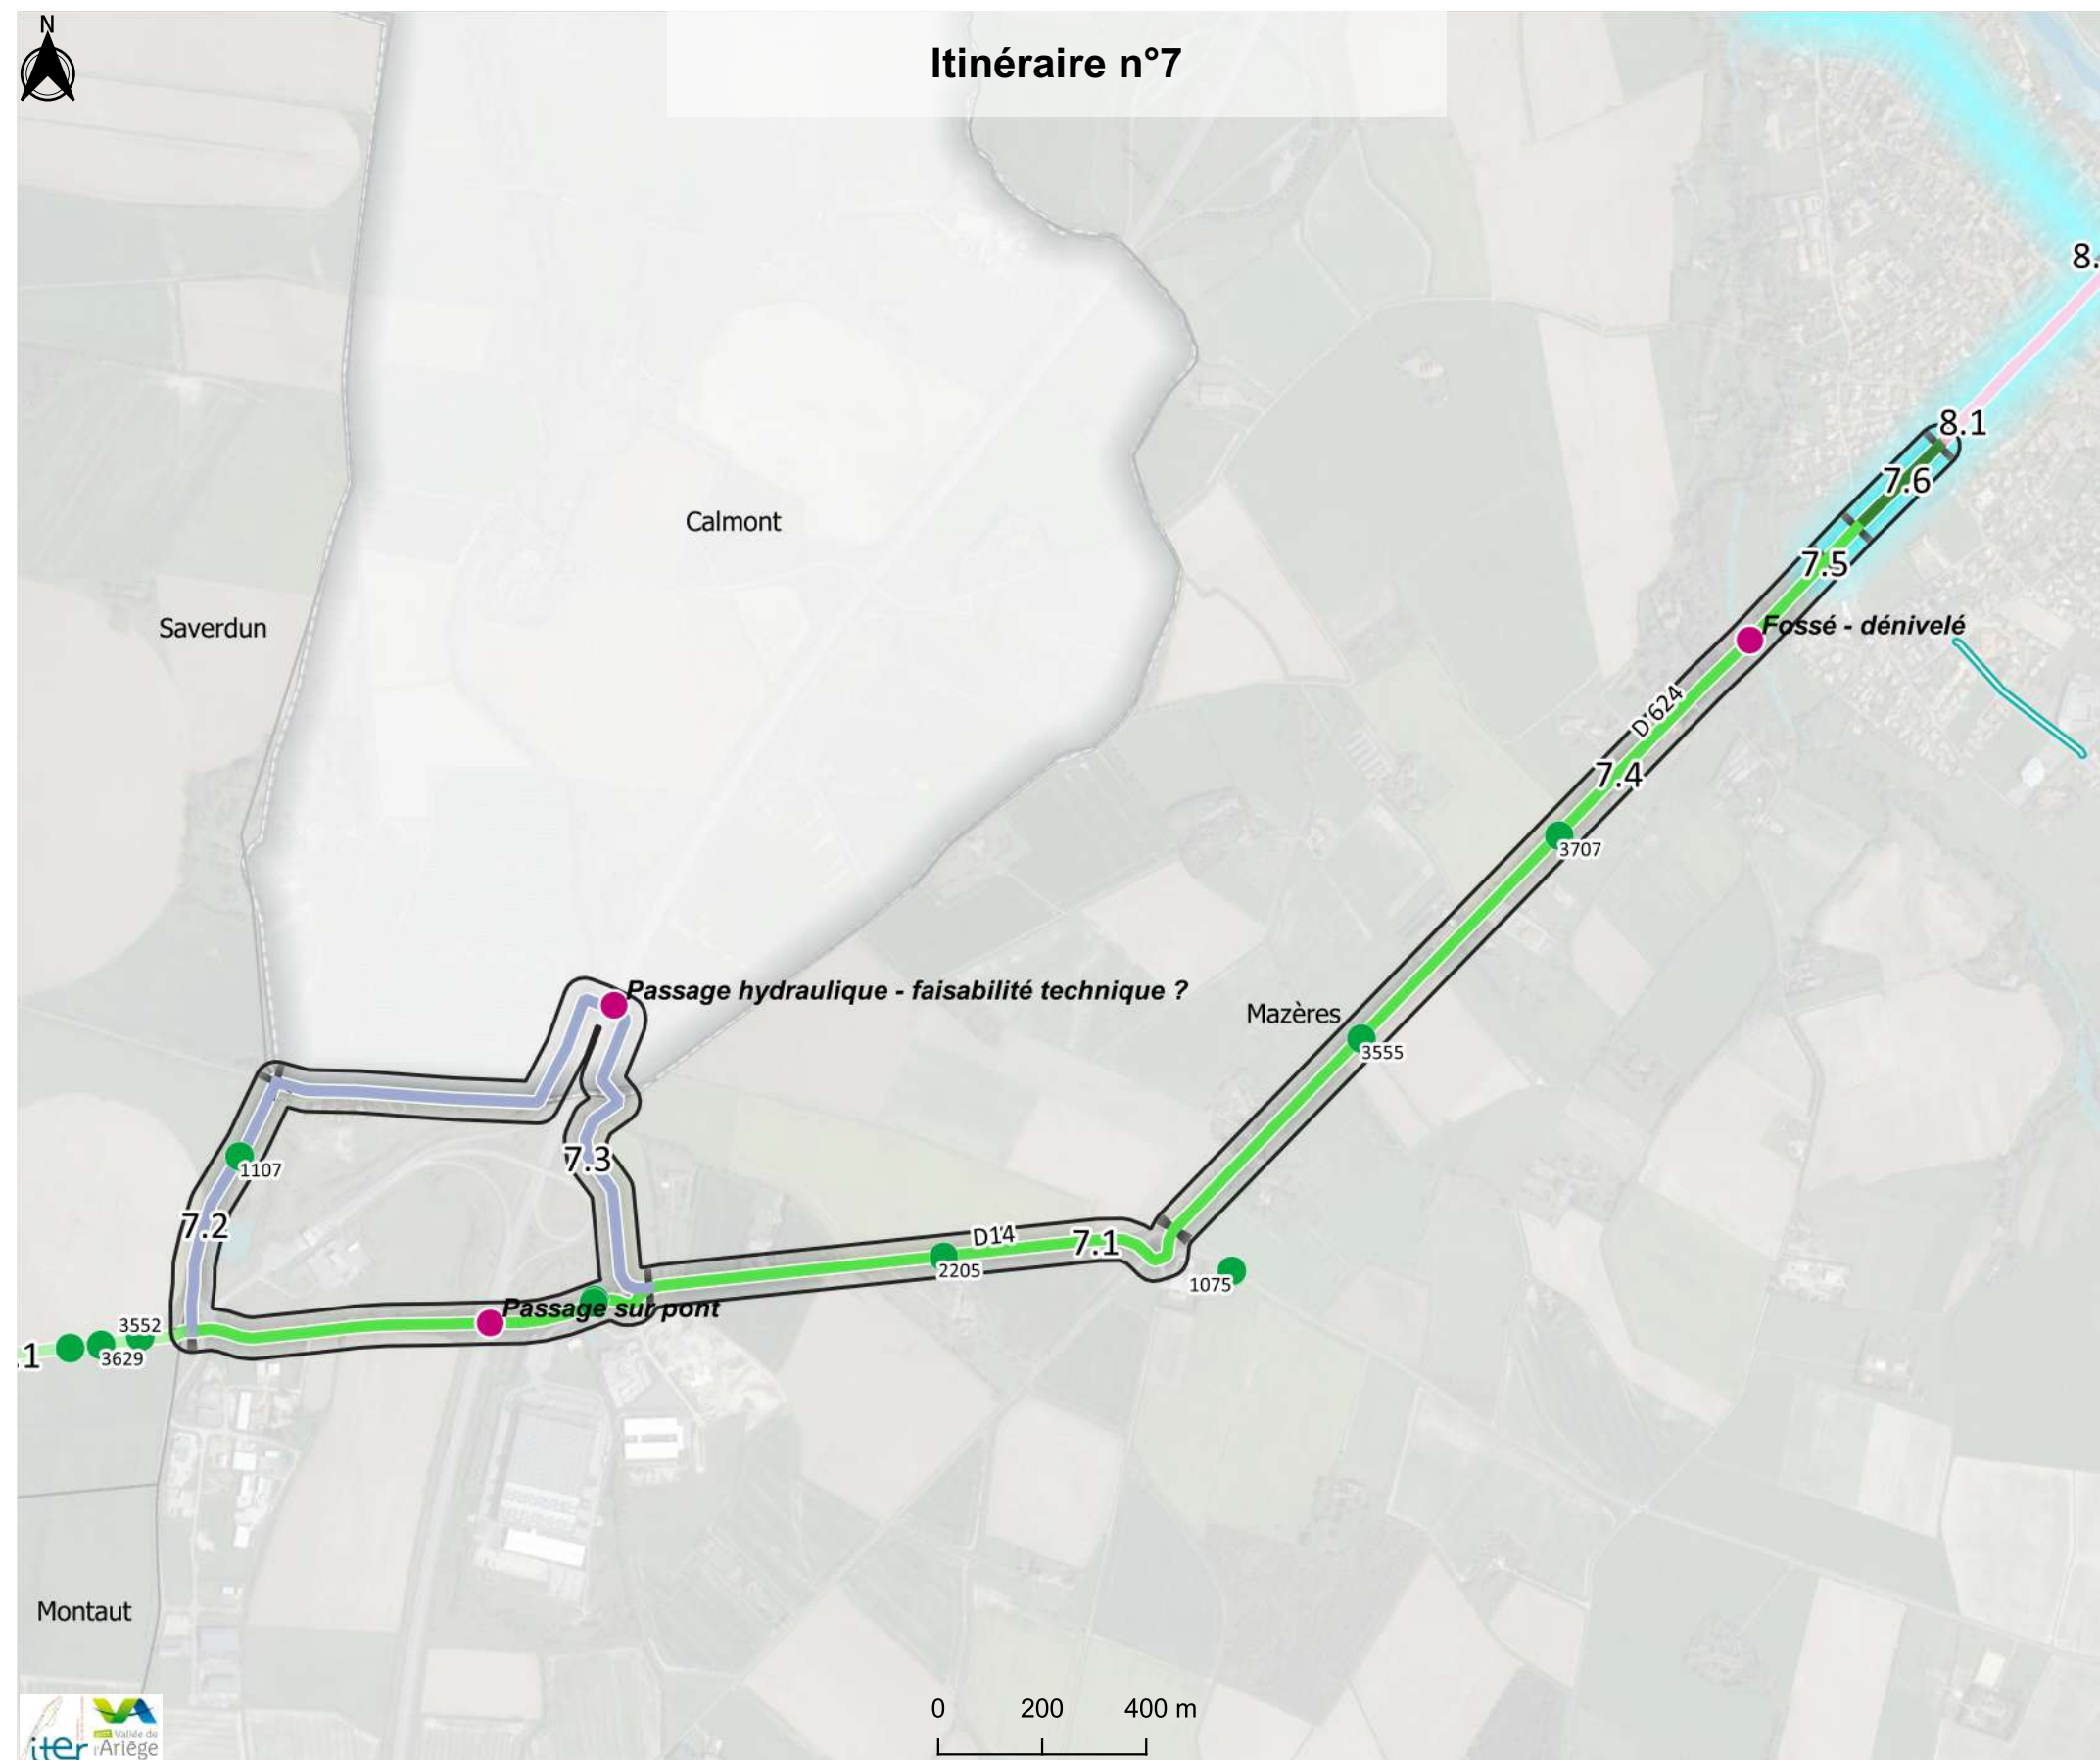 N
Itinéraire n°7
8.
8.1
7.6
7.5
Calmont
Fossé - dénivelé
Saverdun
D 624
7.4
3707
Passage hydraulique - faisabilité technique ?
Mazères
3555
7.3
1107
7.2
D14
7.1
2205
1075
Passage sur pont
3552
.1
3629
Montaut
0 200 400 m
iter
Vallée de
l'Ariège